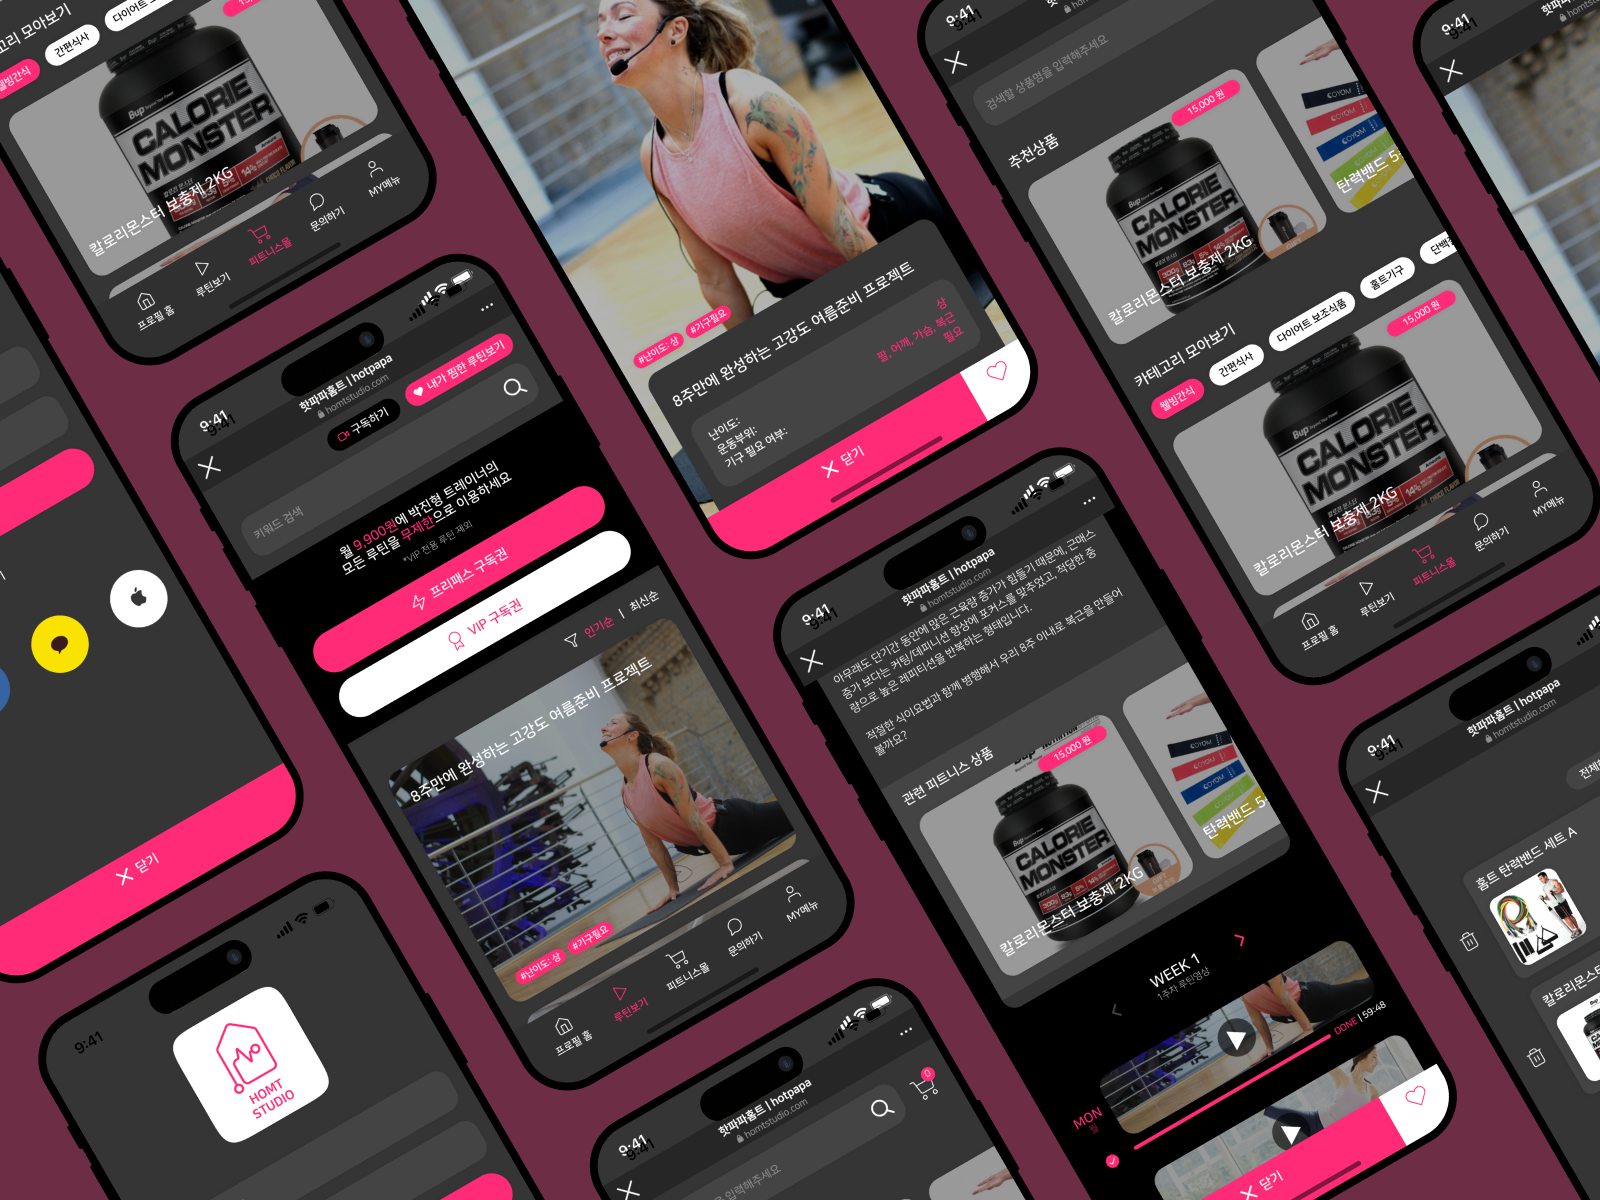 고리 모아보기
웰빙간식
간편식사
다이어트 보
Bup
CALORIE
MONSTER
칼로리몬스터 보충제 2KG
프로필 홈
루틴보기
피트니스몰
문의하기
MY메뉴
닫기
9:41
HOMT
STUDIO
9:41
핫파파홈트 | hotpapa
homtstudio.com
구독하기
내가 찜한 루틴보기
키워드 검색
월 9,900원에 박진형 트레이너의
모든 루틴을 무제한으로 이용하세요
*VIP 전용 루틴 제외
프리패스 구독권
VIP 구독권
인기순 | 최신순
8주만에 완성하는 고강도 여름준비 프로젝트
#난이도: 상
#기구필요
프로필 홈
루틴보기
피트니스몰
문의하기
MY메뉴
#난이도: 상
#기구필요
8주만에 완성하는 고강도 여름준비 프로젝트
난이도:
상
운동부위:
팔, 어깨, 가슴, 복근
기구 필요 여부:
필요
닫기
9:41
핫파파홈트 | hotpapa
homtstudio.com
0
입력해주세요
9:41
핫파파홈트 | hotpapa
homtstudio.com
아무래도 단기간 동안에 많은 근육량 증가가 힘들기 때문에, 근매스
증가 보다는 커팅/데피니션 향상에 포커스를 맞추었고, 적당한 중
량으로 높은 레피티션을 반복하는 형태입니다.
적절한 식이요법과 함께 병행해서 우리 8주 이내로 복근을 만들어
볼까요?
관련 피트니스 상품
15,000 원
Bup
CALORIE
MONSTER
칼로리몬스터 보충제 2KG
탄력밴드 5
WEEK 1
1주차 루틴영상
DONE | 59:48
MON
월
닫기
9:41
검색할 상품명을 입력해주세요
추천상품
15,000 원
Bup
CALORIE
MONSTER
칼로리몬스터 보충제 2KG
탄력밴드 5
카테고리 모아보기
웰빙간식
간편식사
다이어트 보조식품
홈트기구
단백
15,000 원
Bup
CALORIE
MONSTER
칼로리몬스터 보충제 2KG
프로필 홈
루틴보기
피트니스몰
문의하기
MY메뉴
9:41
9:41
핫파파홈트 | hotpapa
homtstudio.com
전체
홈트 탄력밴드 세트 A
칼로리몬스